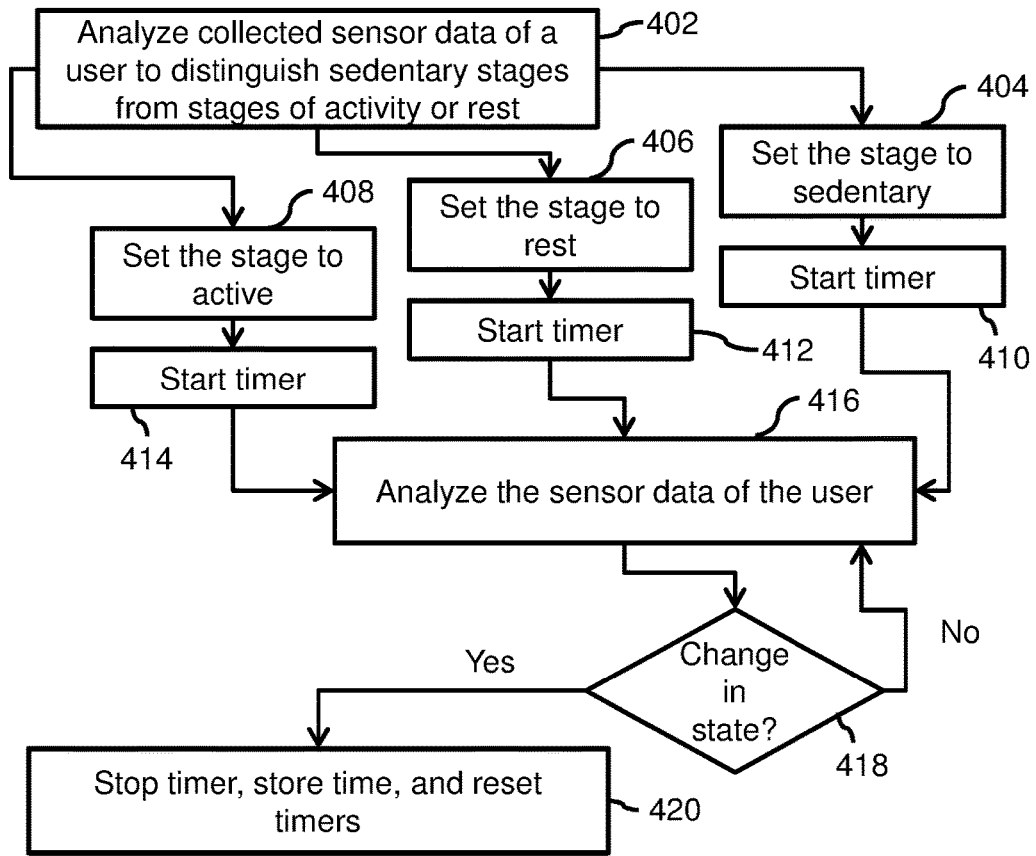 Analyze collected sensor data of a
user to distinguish sedentary stages
from stages of activity or rest
402
404
Set the stage to
sedentary
406
Set the stage to
rest
408
Set the stage to
active
Start timer
410
Start timer
412
Start timer
414
416
Analyze the sensor data of the user
Change
in
state?
418
No
Yes
Stop timer, store time, and reset
timers
420